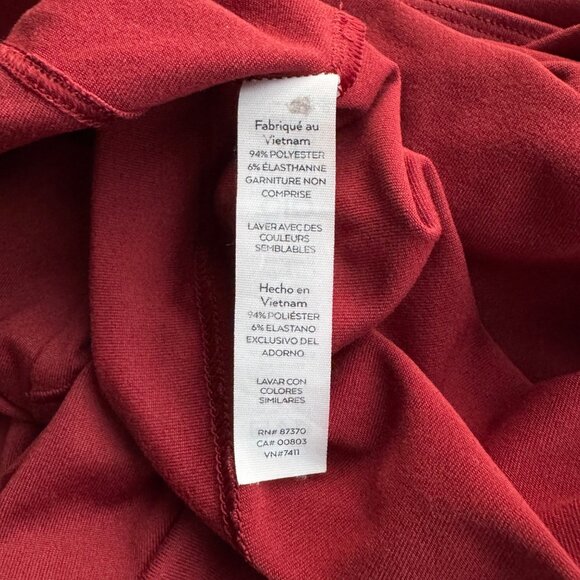 Fabriqué au
Vietnam
94% POLYESTER
6% ÉLASTHANNE
GARNITURE NON
COMPRISE
LAVER AVEC DES
COULEURS
SEMBLABLES
Hecho en
Vietnam
94% POLIÉSTER
6% ELASTANO
EXCLUSIVO DEL
ADORNO
LAVAR CON
COLORES
SIMILARES
RN# 87370
CA# 00803
VN#7411